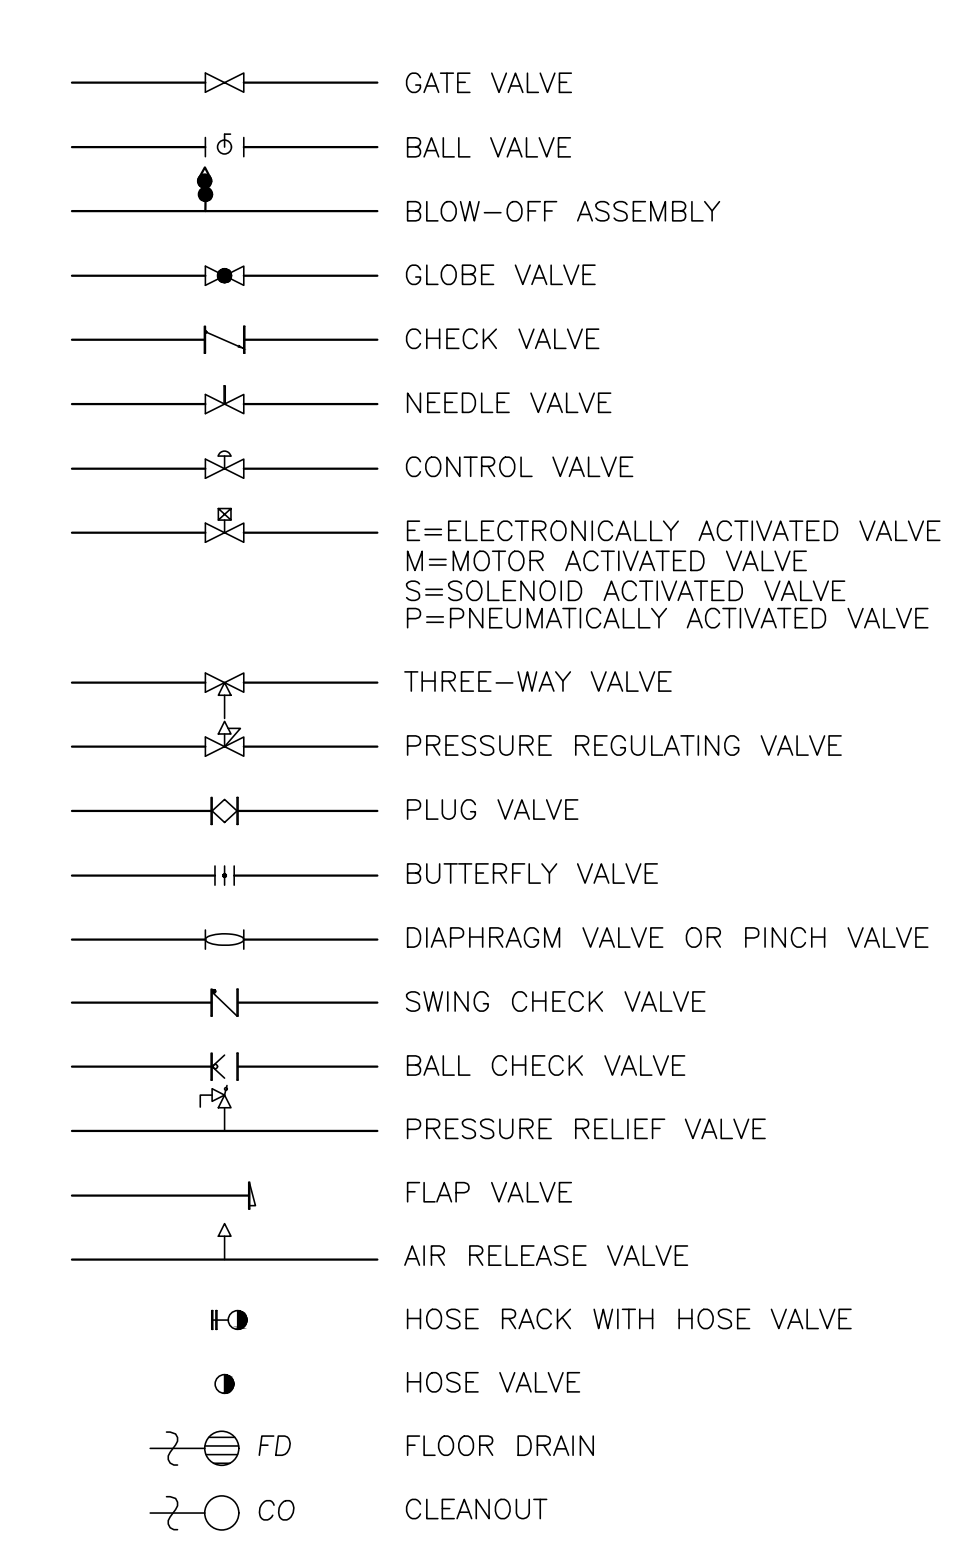 GATE VALVE
BALL VALVE
BLOW-OFF ASSEMBLY
GLOBE VALVE
CHECK VALVE
NEEDLE VALVE
CONTROL VALVE
E=ELECTRONICALLY ACTIVATED VALVE
M=MOTOR ACTIVATED VALVE
S=SOLENOID ACTIVATED VALVE
P=PNEUMATICALLY ACTIVATED VALVE
THREE-WAY VALVE
PRESSURE REGULATING VALVE
PLUG VALVE
BUTTERFLY VALVE
DIAPHRAGM VALVE OR PINCH VALVE
SWING CHECK VALVE
BALL CHECK VALVE
PRESSURE RELIEF VALVE
FLAP VALVE
AIR RELEASE VALVE
HOSE RACK WITH HOSE VALVE
HOSE VALVE
FD FLOOR DRAIN
CO CLEANOUT